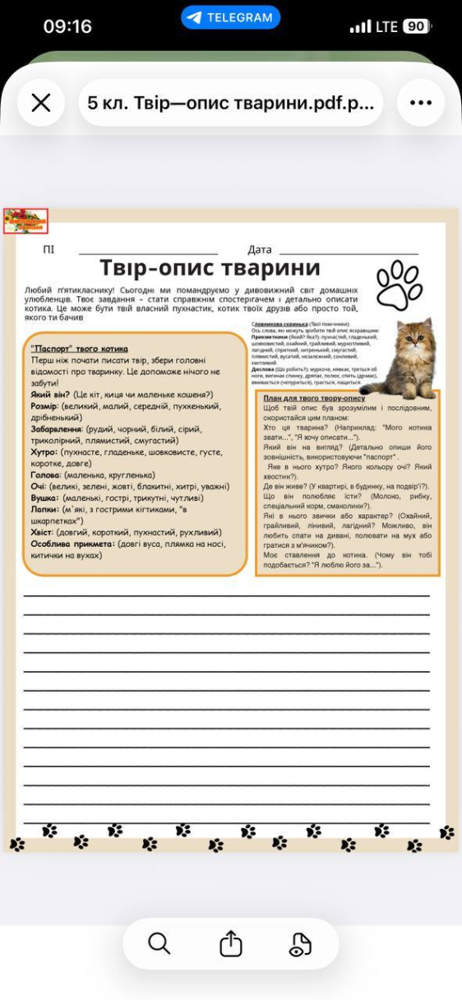 09:16
TELEGRAM
LTE 90
5 кл. Твір—опис тварини.pdf.p...
ПІ
Дата
Твір-опис тварини
Любий п'ятикласнику! Сьогодні ми помандруємо у дивовижний світ домашніх
улюбленців. Твоє завдання – стати справжнім спостерігачем і детально описати
котика. Це може бути твій власний пухнастик, котик твоїх друзів або просто той,
якого ти бачив
Словникова скринька (Твої помічники)
Ось слова, які можуть зробити твій опис яскравішим:
Прикметники (Який? Яка?): пухнастий, гладенький,
шовковистий, охайний, грайливий, муркотливий,
лагідний, спритний, хитренький, смугастий,
плямистий, вусатий, незалежний, сонливий,
кмітливий.
Дієслова (Що робить?): муркоче, нявкає, треться об
ноги, вигинає спинку, дряпає, полює, спить (дрімає),
вмивається (чепуриться), грається, лащиться.
"Паспорт" твого котика
Перш ніж почати писати твір, збери головні
відомості про тваринку. Це допоможе нічого не
забути!
Який він? (Це кіт, киця чи маленьке кошеня?)
Розмір: (великий, малий, середній, пухкенький,
дрібненький)
Забарвлення: (рудий, чорний, білий, сірий,
триколірний, плямистий, смугастий)
Хутро: (пухнасте, гладеньке, шовковисте, густе,
коротке, довге)
Голова: (маленька, кругленька)
Очі: (великі, зелені, жовті, блакитні, хитрі, уважні)
Вушка: (маленькі, гострі, трикутні, чутливі)
Лапки: (м'які, з гострими кігтиками, "в
шкарпетках")
Хвіст: (довгий, короткий, пухнастий, рухливий)
Особлива прикмета: (довгі вуса, плямка на носі,
китички на вухах)
План для твого твору-опису
Щоб твій опис був зрозумілим і послідовним,
скористайся цим планом:
Хто ця тварина? (Наприклад: "Мого котика
звати...", "Я хочу описати...").
Який він на вигляд? (Детально опиши його
зовнішність, використовуючи "паспорт" .
Яке в нього хутро? Якого кольору очі? Який
хвостик?).
Де він живе? (У квартирі, в будинку, на подвір'ї?).
Що він полюбляє їсти? (Молоко, рибку,
спеціальний корм, смаколики?).
Які в нього звички або характер? (Охайний,
грайливий, лінивий, лагідний? Можливо, він
любить спати на дивані, полювати на мух або
гратися з м'ячиком?).
Моє ставлення до котика. (Чому він тобі
подобається? "Я люблю його за...").